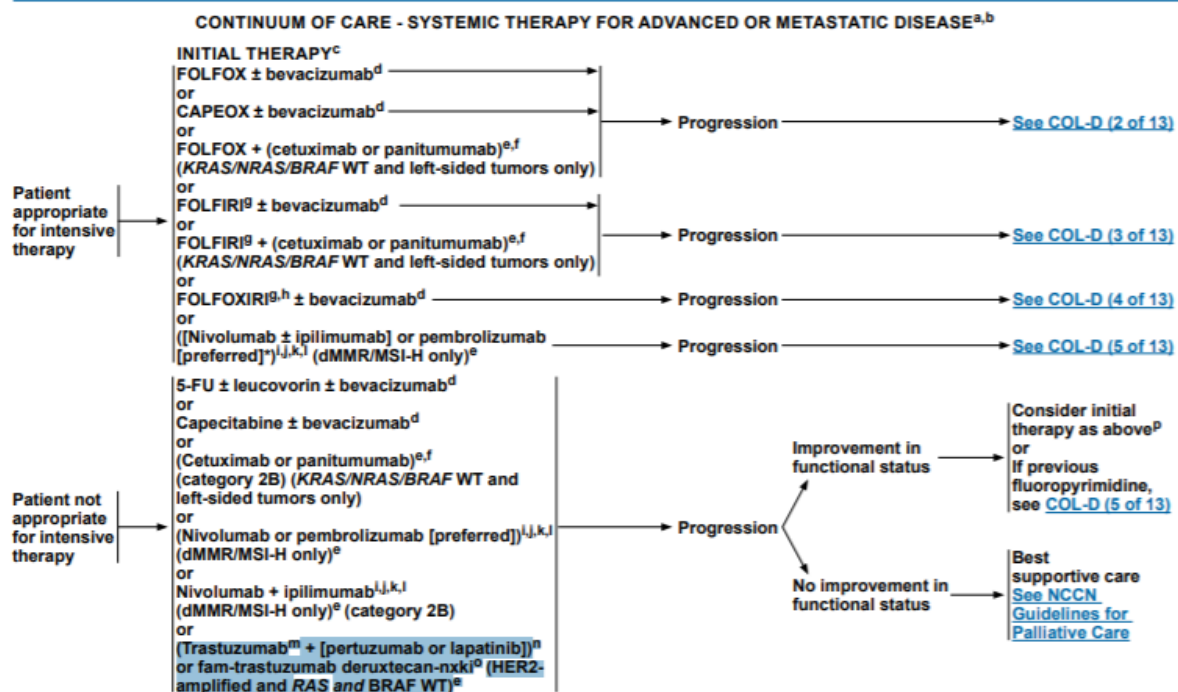 CONTINUUM OF CARE - SYSTEMIC THERAPY FOR ADVANCED OR METASTATIC DISEASEa,b
INITIAL THERAPYc
Patient
appropriate
for intensive
therapy
FOLFOX ± bevacizumabd
or
CAPEOX ± bevacizumabd
or
FOLFOX + (cetuximab or panitumumab)e,f
(KRAS/NRAS/BRAF WT and left-sided tumors only)
Progression
See COL-D (2 of 13)
or
FOLFIRIg ± bevacizumabd
or
FOLFIRIg + (cetuximab or panitumumab)e,f
(KRAS/NRAS/BRAF WT and left-sided tumors only)
Progression
See COL-D (3 of 13)
or
FOLFOXIRIg,h ± bevacizumabd
Progression
See COL-D (4 of 13)
or
([Nivolumab ± ipilimumab] or pembrolizumab
[preferred]*)i,j,k,l (dMMR/MSI-H only)e
Progression
See COL-D (5 of 13)
Patient not
appropriate
for intensive
therapy
5-FU ± leucovorin ± bevacizumabd
or
Capecitabine ± bevacizumabd
or
(Cetuximab or panitumumab)e,f
(category 2B) (KRAS/NRAS/BRAF WT and
left-sided tumors only)
or
(Nivolumab or pembrolizumab [preferred])i,j,k,l
(dMMR/MSI-H only)e
or
Nivolumab + ipilimumabi,j,k,l
(dMMR/MSI-H only)e (category 2B)
or
(Trastuzumabm + [pertuzumab or lapatinib])n
or fam-trastuzumab deruxtecan-nxkio (HER2-
amplified and RAS and BRAF WT)e
Progression
Improvement in
functional status
Consider initial
therapy as abovep
or
If previous
fluoropyrimidine,
see COL-D (5 of 13)
No improvement in
functional status
Best
supportive care
See NCCN
Guidelines for
Palliative Care